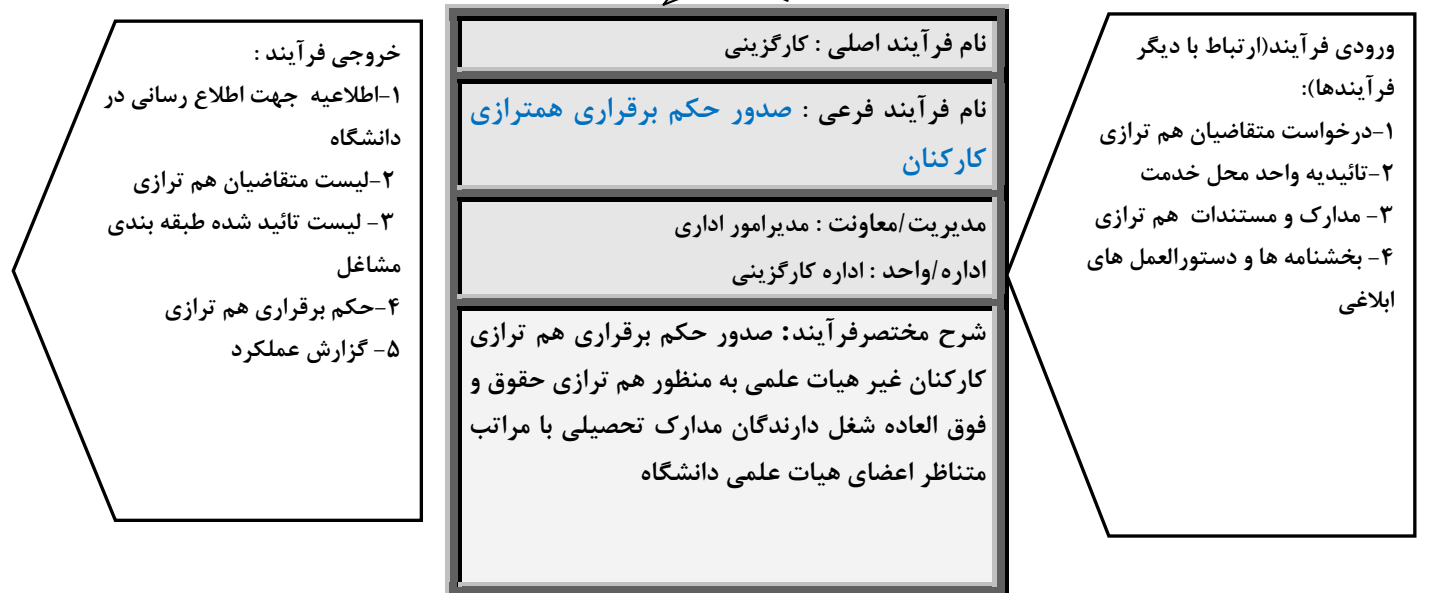 ورودی فرآیند(ارتباط با دیگر
فرآیندها):
۱-درخواست متقاضیان هم ترازی
۲-تائیدیه واحد محل خدمت
۳- مدارک و مستندات هم ترازی
۴- بخشنامه ها و دستورالعمل های
ابلاغی
نام فرآیند اصلی : کارگزینی
نام فرآیند فرعی : صدور حکم برقراری همترازی
کارکنان
مدیریت/معاونت : مدیرامور اداری
اداره/واحد : اداره کارگزینی
شرح مختصرفرآیند: صدور حکم برقراری هم ترازی
کارکنان غیر هیات علمی به منظور هم ترازی حقوق و
فوق العاده شغل دارندگان مدارک تحصیلی با مراتب
متناظر اعضای هیات علمی دانشگاه
خروجی فرآیند :
۱-اطلاعیه جهت اطلاع رسانی در
دانشگاه
۲-لیست متقاضیان هم ترازی
۳- لیست تائید شده طبقه بندی
مشاغل
۴-حکم برقراری هم ترازی
۵- گزارش عملکرد